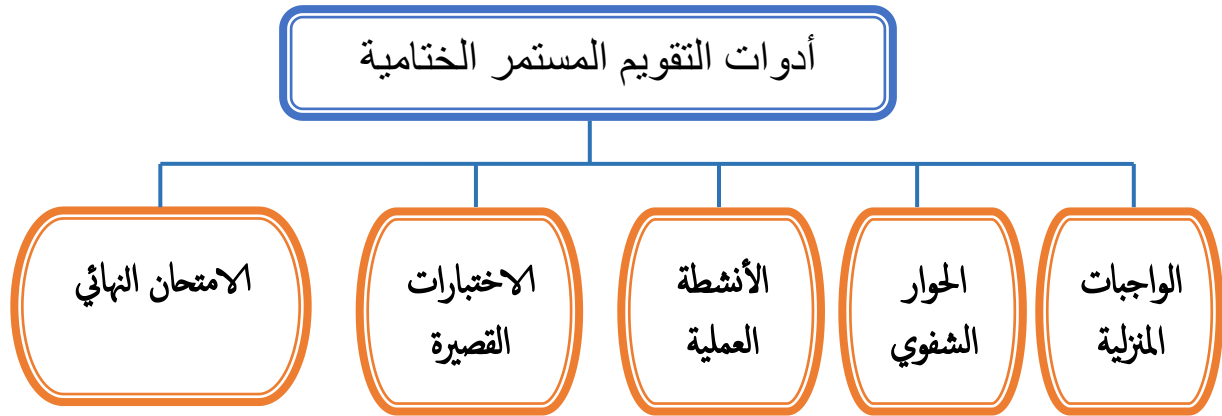 أدوات التقويم المستمر الختامية
الواجبات
المنزلية
الحوار
الشفوي
الأنشطة
العملية
الاختبارات
القصيرة
الامتحان النهائي